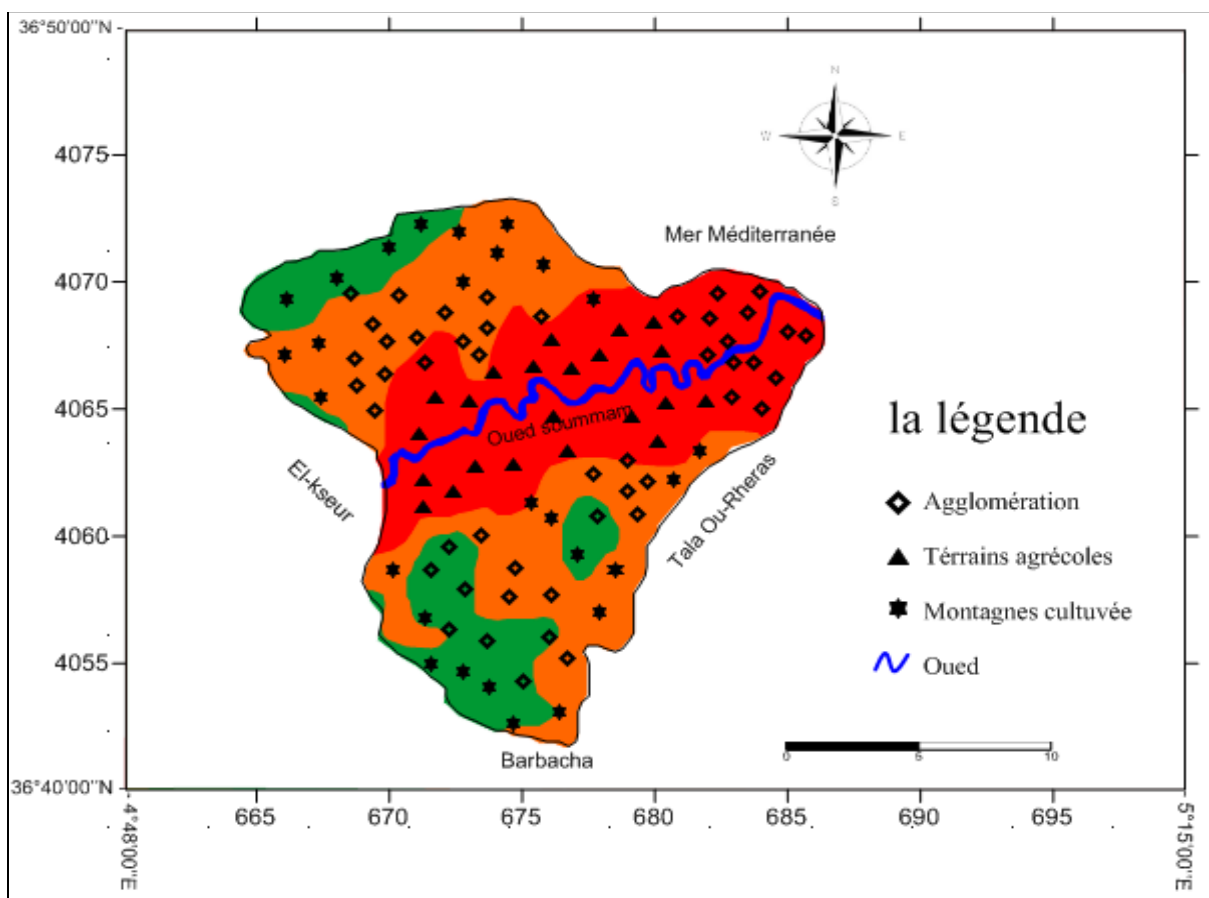 36°50'00''N
N
W
E
S
4075
Mer Méditerranée
4070
4065
Oued soummam
la légende
El-kseur
Agglomération
4060
Tala Ou-Rheras
Térrains agrécoles
Montagnes cultuvée
4055
Oued
Barbacha
0 5 10
36°40'00''N
665 670 675 680 685 690 695
4°48'00''E
5°15'00''E